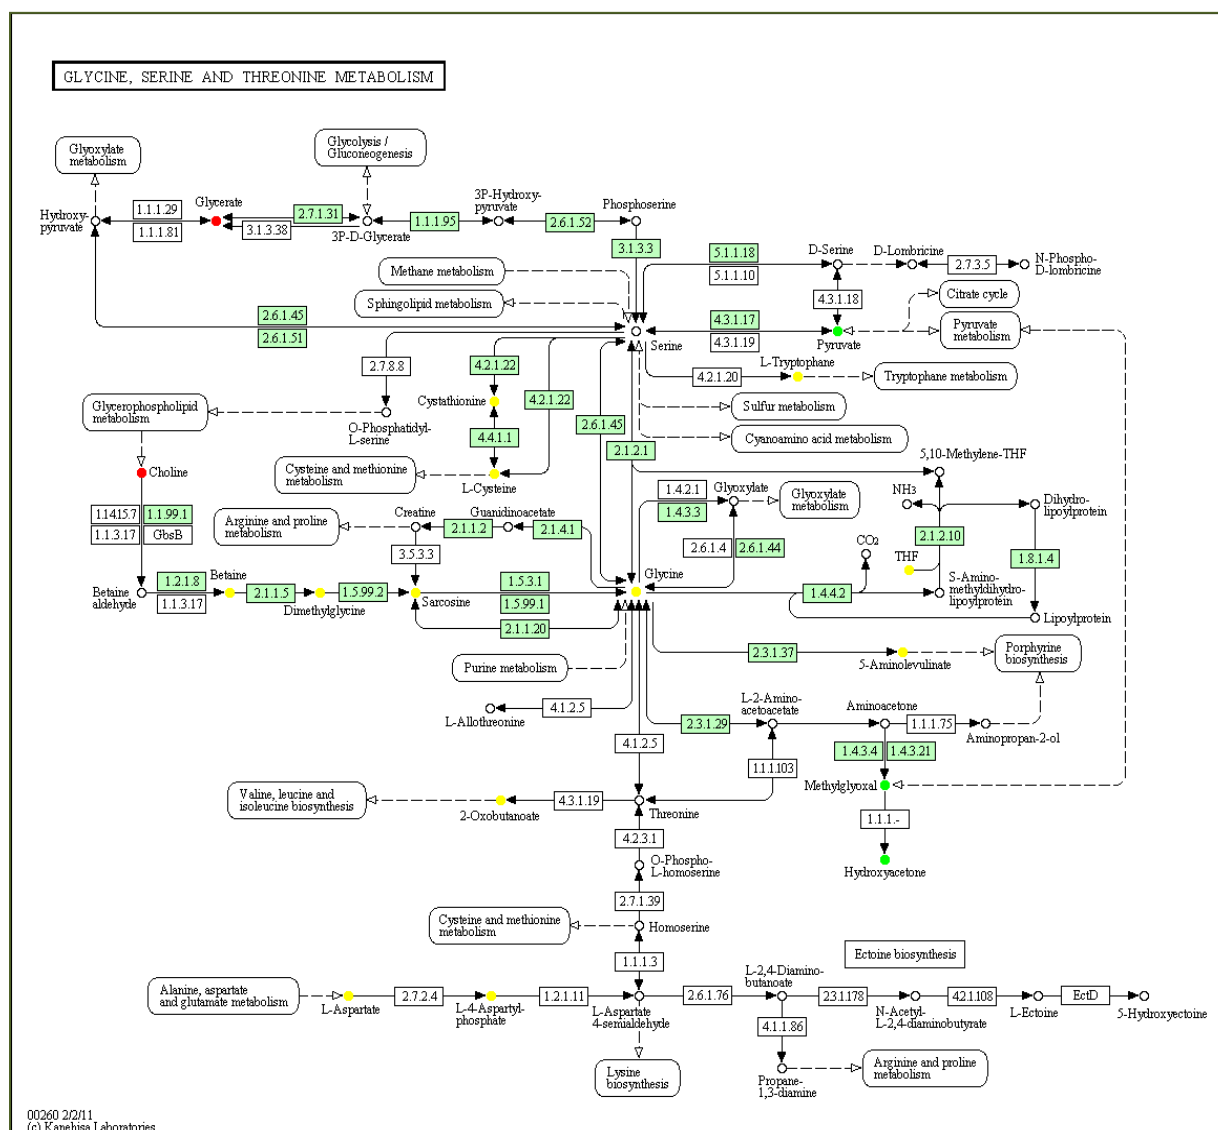 GLYCINE, SERINE AND THREONINE METABOLISM
Glyoxylate
metabolism
Glycolysis /
Gluconeogenesis
Hydroxy-
pyruvate
1.1.1.29
1.1.1.81
Glycerate
2.7.1.31
3.1.3.38
3P-D-Glycerate
1.1.1.95
3P-Hydroxy-
pyruvate
2.6.1.52
Phosphoserine
3.1.3.3
Methane metabolism
Sphingolipid metabolism
5.1.1.18
5.1.1.10
D-Serine
D-Lombricine
2.7.3.5
N-Phospho-
D-lombricine
4.3.1.18
Citrate cycle
2.6.1.45
2.6.1.51
4.3.1.17
4.3.1.19
Pyruvate
Pyruvate
metabolism
Serine
2.7.8.8
4.2.1.22
4.2.1.22
4.2.1.20
L-Tryptophane
Tryptophane metabolism
Glycerophospholipid
metabolism
O-Phosphatidyl-
L-serine
Cystathionine
2.6.1.45
Sulfur metabolism
4.4.1.1
2.1.2.1
Cyanoamino acid metabolism
Choline
Cysteine and methionine
metabolism
L-Cysteine
5,10-Methylene-THF
1.14.15.7
1.1.99.1
1.1.3.17
GbsB
Arginine and proline
metabolism
Creatine
2.1.1.2
Guanidinoacetate
2.1.4.1
1.4.2.1
1.4.3.3
Glyoxylate
Glyoxylate
metabolism
NH3
Dihydro-
lipoylprotein
3.5.3.3
2.6.1.4
2.6.1.44
CO2
2.1.2.10
THF
1.8.1.4
Betaine
aldehyde
1.2.1.8
1.1.3.17
Betaine
2.1.1.5
Dimethylglycine
1.5.99.2
Sarcosine
1.5.3.1
1.5.99.1
2.1.1.20
Glycine
1.4.4.2
S-Amino-
methyldihydro-
lipoylprotein
Lipoylprotein
Purine metabolism
2.3.1.37
5-Aminolevulinate
Porphyrine
biosynthesis
L-Allothreonine
4.1.2.5
4.1.2.5
2.3.1.29
L-2-Amino-
acetoacetate
Aminoacetone
1.1.1.75
Aminopropan-2-ol
1.1.1.103
1.4.3.4
1.4.3.21
Methylglyoxal
Valine, leucine and
isoleucine biosynthesis
2-Oxobutanoate
4.3.1.19
Threonine
1.1.1.-
Hydroxyacetone
4.2.3.1
O-Phospho-
L-homoserine
2.7.1.39
Cysteine and methionine
metabolism
Homoserine
1.1.1.3
Ectoine biosynthesis
Alanine, aspartate
and glutamate metabolism
L-Aspartate
2.7.2.4
L-4-Aspartyl-
phosphate
1.2.1.11
L-Aspartate
4-semialdehyde
2.6.1.76
L-2,4-Diamino-
butanoate
2.3.1.178
N-Acetyl-
L-2,4-diaminobutyrate
4.2.1.108
L-Ectoine
EctD
5-Hydroxyectoine
4.1.1.86
Lysine
biosynthesis
Propane-
1,3-diamine
Arginine and proline
metabolism
00260 2/2/11
(c) Kanehisa Laboratories